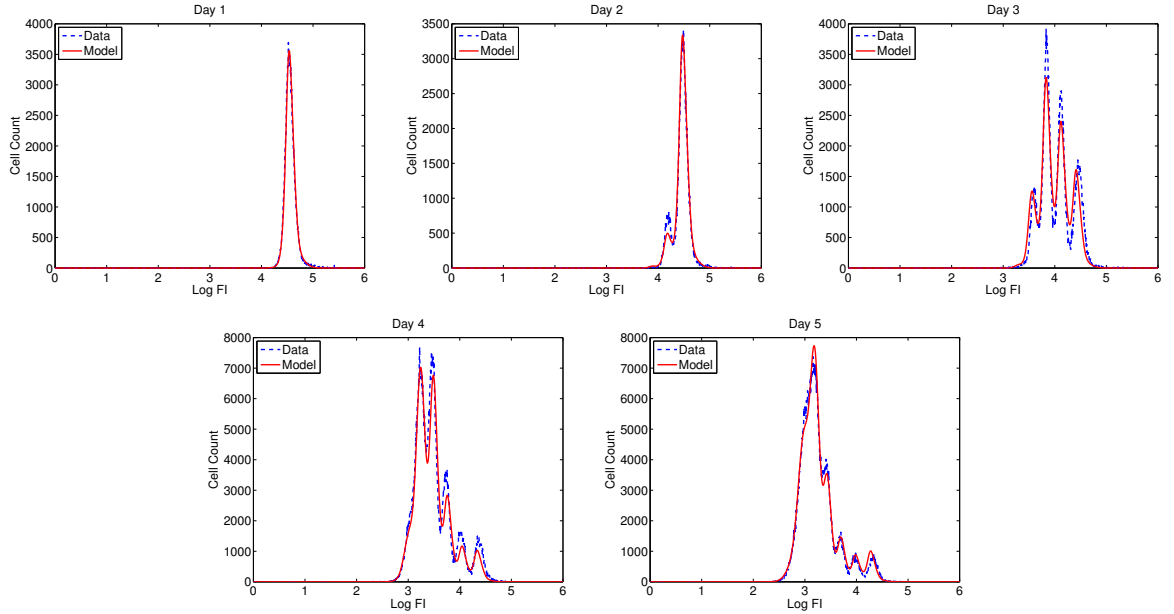 Day 1
4000
3500
3000
2500
2000
1500
1000
500
0
Cell Count
Data
Model
0 1 2 3 4 5 6
Log FI
Day 2
3500
3000
2500
2000
1500
1000
500
0
Cell Count
Data
Model
0 1 2 3 4 5 6
Log FI
Day 3
4000
3500
3000
2500
2000
1500
1000
500
0
Cell Count
Data
Model
0 1 2 3 4 5 6
Log FI
Day 4
8000
7000
6000
5000
4000
3000
2000
1000
0
Cell Count
Data
Model
0 1 2 3 4 5 6
Log FI
Day 5
8000
7000
6000
5000
4000
3000
2000
1000
0
Cell Count
Data
Model
0 1 2 3 4 5 6
Log FI